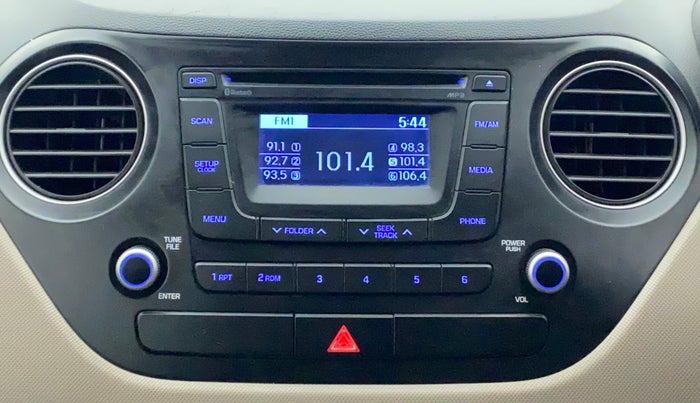 DISP
Bluetooth
MP3
SCAN
FM1 5:44
FM/AM
91.1 1 4 98.3
92.7 2 101.4 5 101.4
93.5 3 6 106.4
SETUP
CLOCK
MEDIA
MENU
FOLDER
SEEK
TRACK
PHONE
TUNE
FILE
POWER
PUSH
1 RPT 2 RDM 3 4 5 6
ENTER
VOL